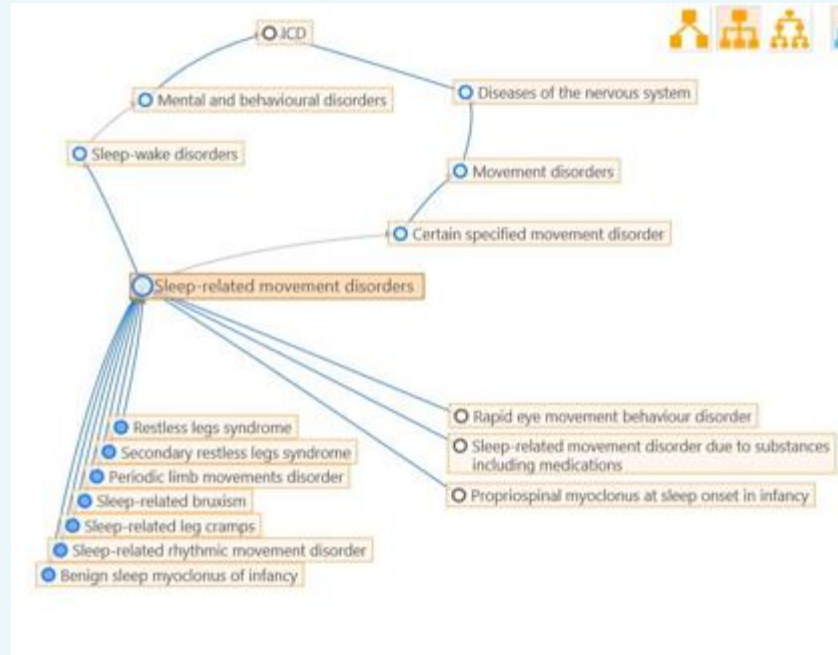 ICD
Mental and behavioural disorders
Diseases of the nervous system
Sleep-wake disorders
Movement disorders
Certain specified movement disorder
Sleep-related movement disorders
Restless legs syndrome
Secondary restless legs syndrome
Periodic limb movements disorder
Sleep-related bruxism
Sleep-related leg cramps
Sleep-related rhythmic movement disorder
Benign sleep myoclonus of infancy
Rapid eye movement behaviour disorder
Sleep-related movement disorder due to substances
including medications
Propriospinal myoclonus at sleep onset in infancy